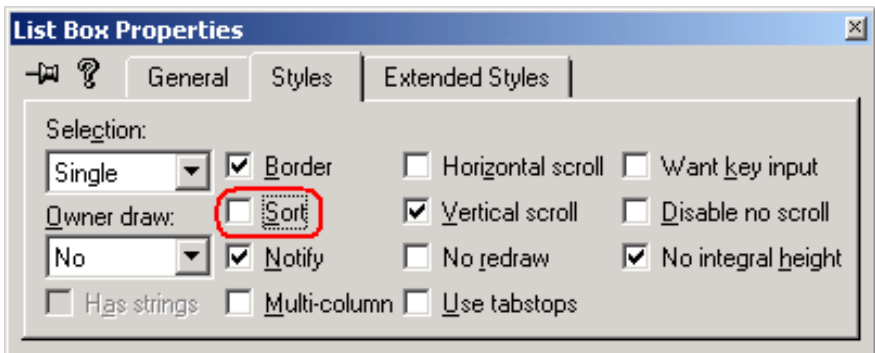 List Box Properties
General Styles Extended Styles
Selection:
Single Border Horizontal scroll Want key input
Owner draw: Sort Vertical scroll Disable no scroll
No Notify No redraw No integral height
Has strings Multi-column Use tabstops